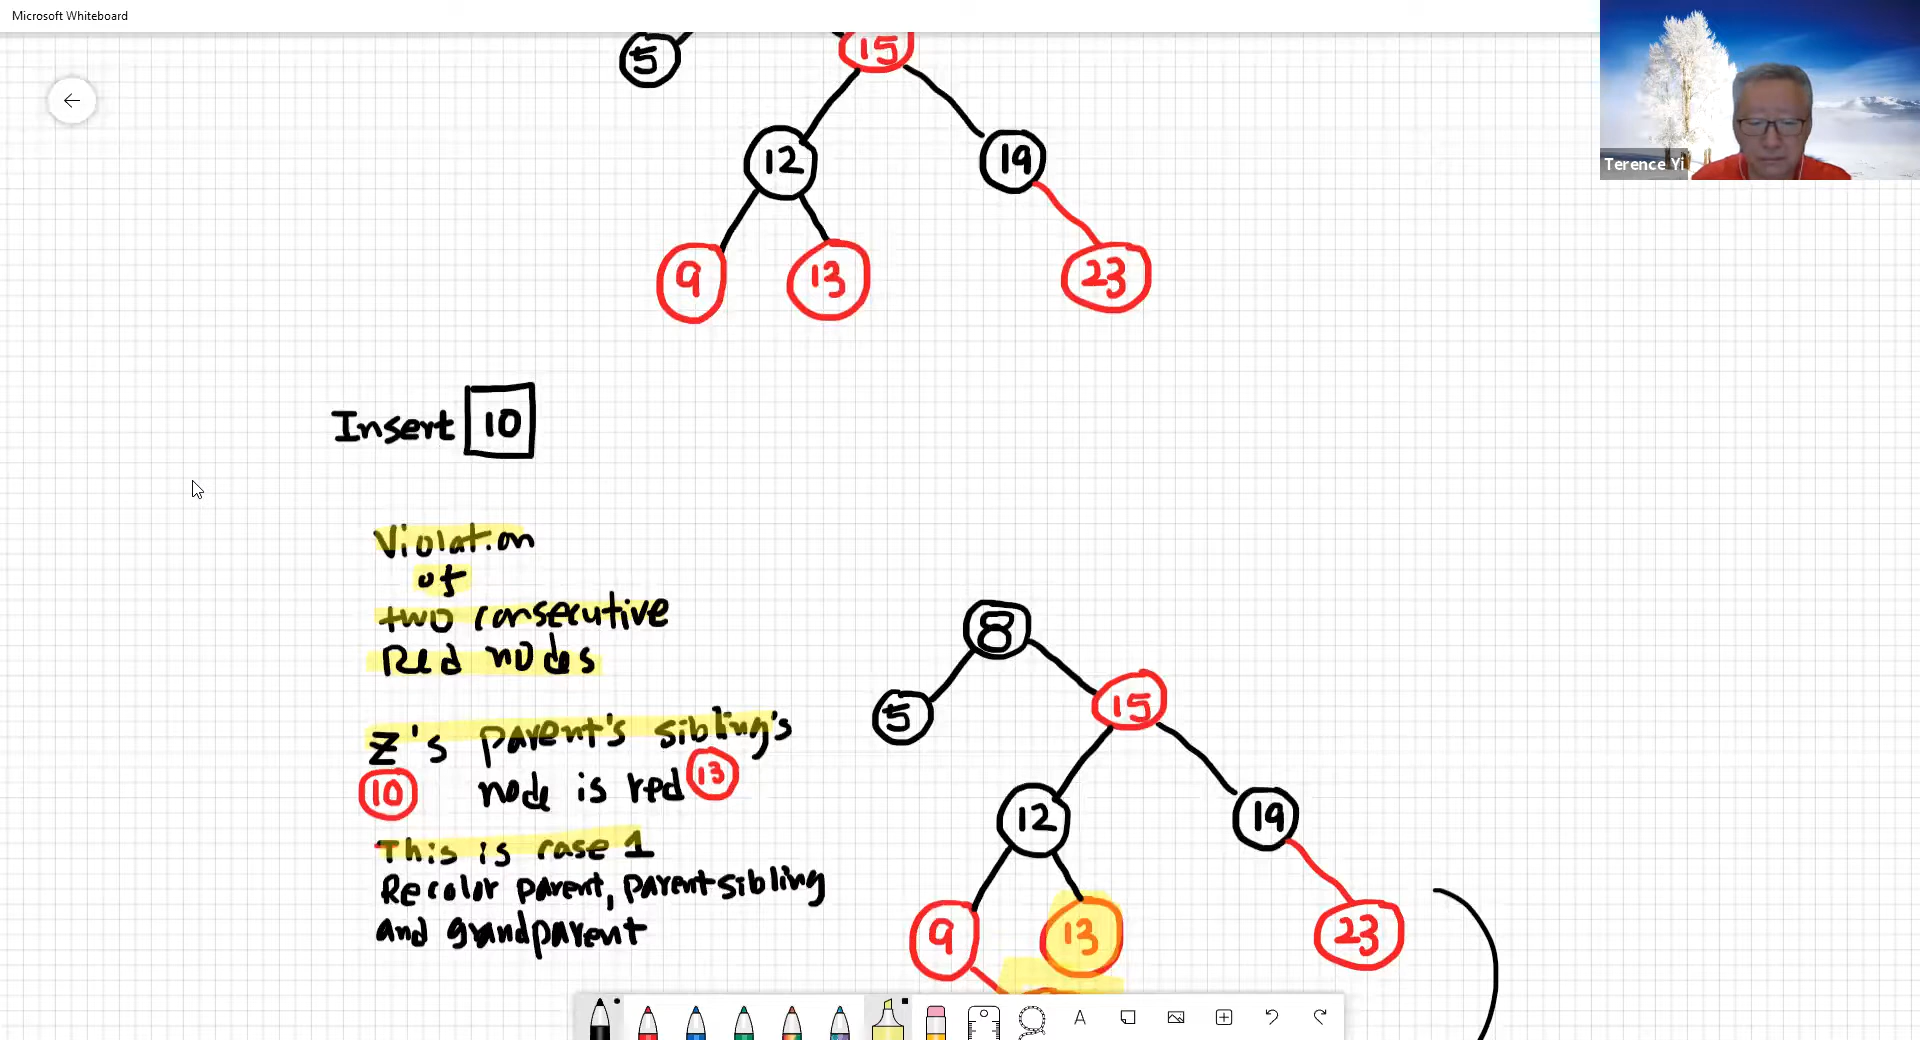 Microsoft Whiteboard
Terence Yi
5
15
12
19
9
13
23
Insert 10
Violation
of
two consecutive
Red nodes
8
15
5
Z's parent's sibling's
10 node is red 13
12
19
This is case 1
Recolor parent, parent sibling
and grandparent
9
13
23
A